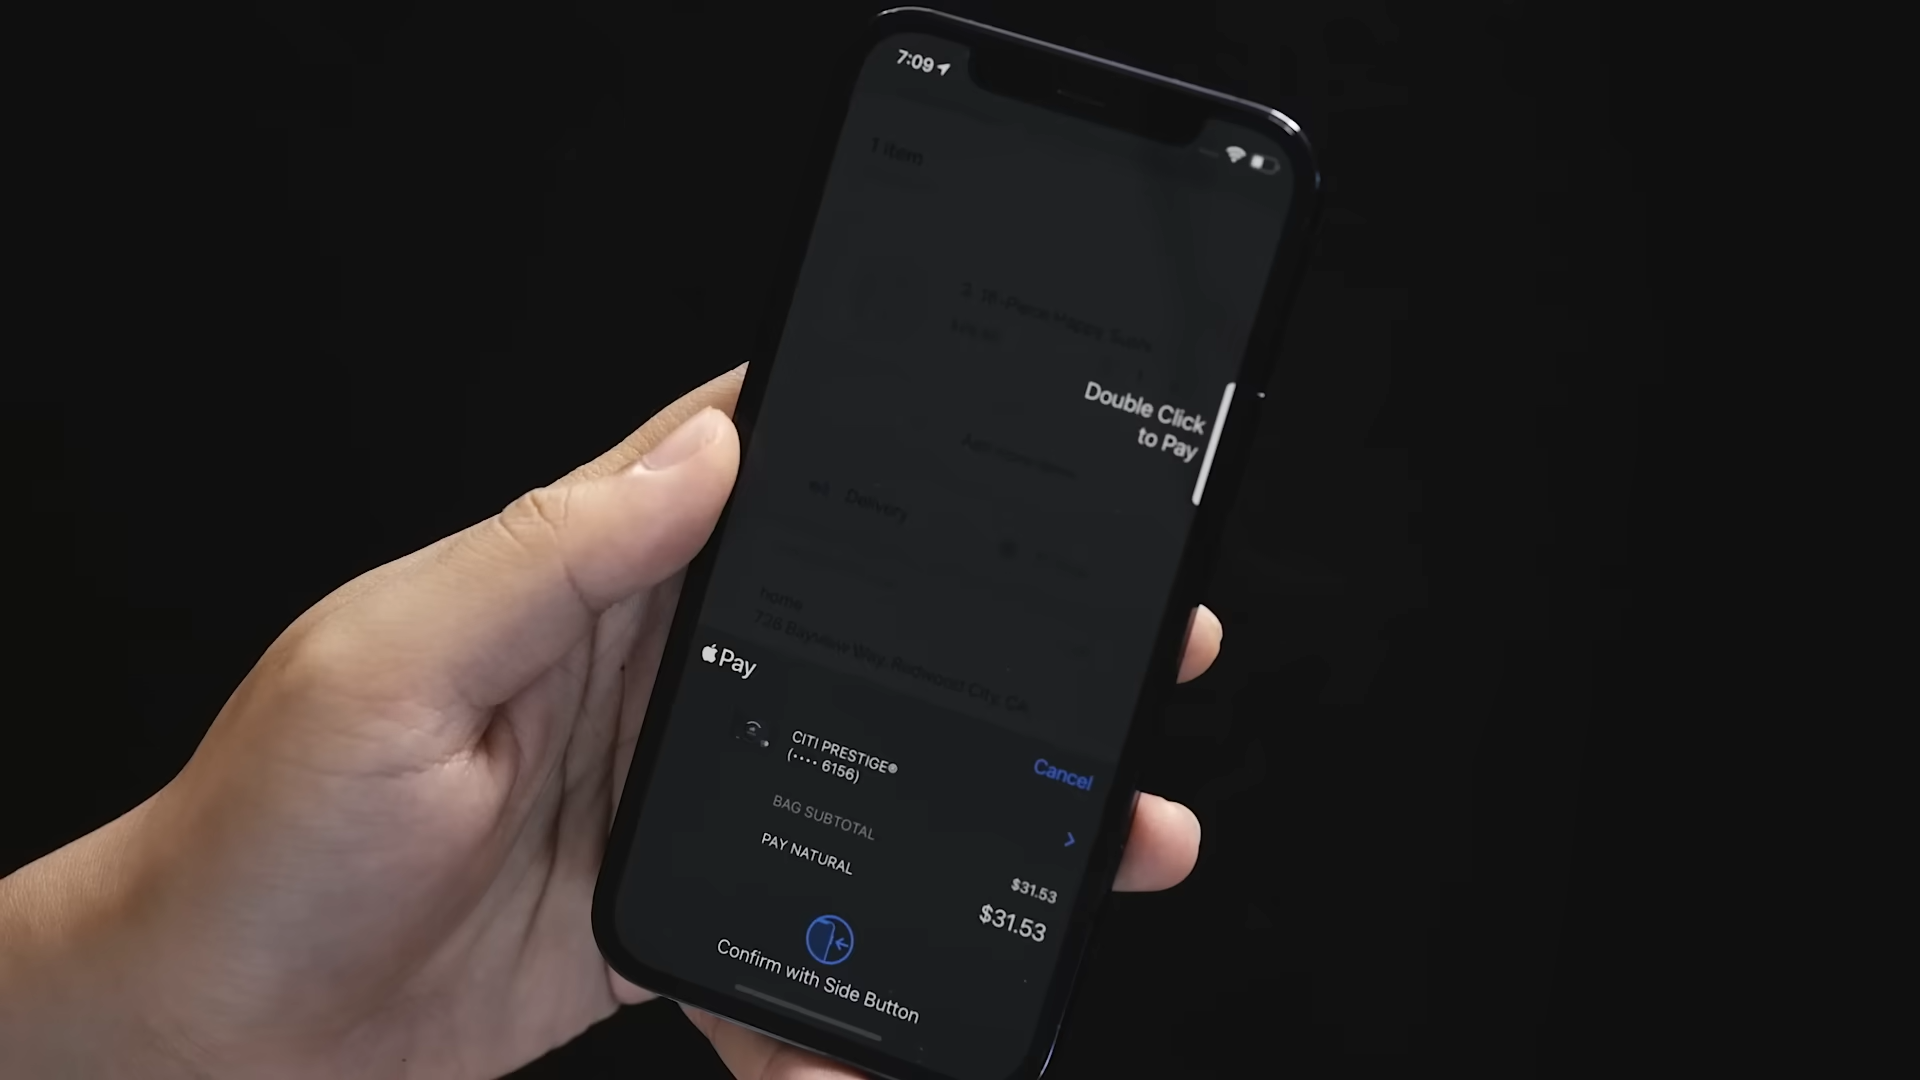 7:09
1 item
Double Click
to Pay
Delivery
home
728 Bayview Way, Redwood City, CA
Pay
CITI PRESTIGE®
(•••• 6156)
Cancel
BAG SUBTOTAL
$31.53
PAY NATURAL
$31.53
Confirm with Side Button